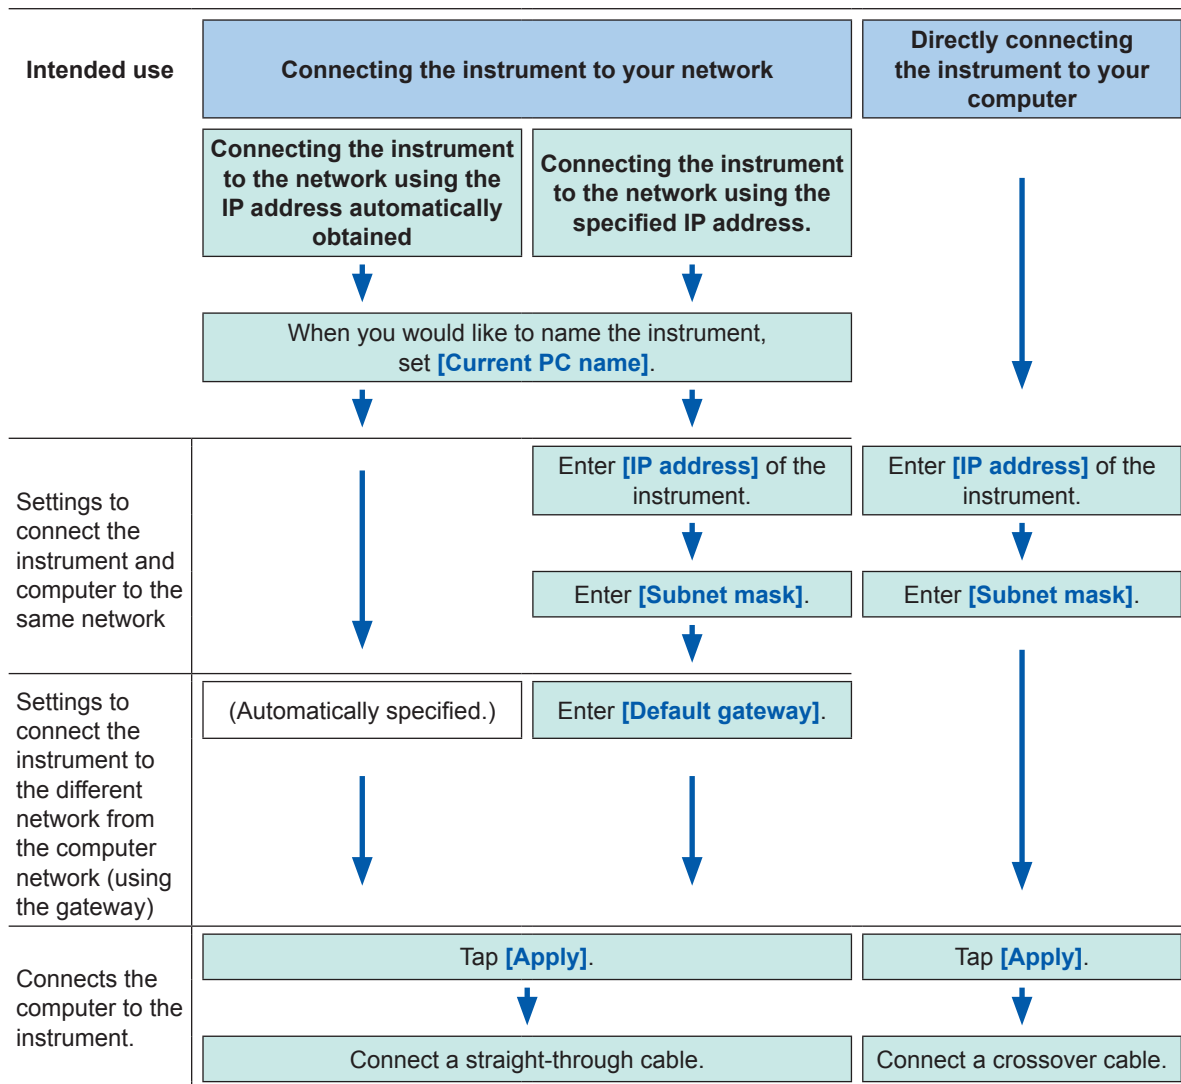 Intended use
Connecting the instrument to your network
Directly connecting
the instrument to your
computer
Connecting the instrument
to the network using the
IP address automatically
obtained
Connecting the instrument
to the network using the
specified IP address.
When you would like to name the instrument,
set [Current PC name].
Settings to
connect the
instrument and
computer to the
same network
Enter [IP address] of the
instrument.
Enter [IP address] of the
instrument.
Enter [Subnet mask].
Enter [Subnet mask].
Settings to
connect the
instrument to
the different
network from
the computer
network (using
the gateway)
(Automatically specified.)
Enter [Default gateway].
Connects the
computer to the
instrument.
Tap [Apply].
Tap [Apply].
Connect a straight-through cable.
Connect a crossover cable.